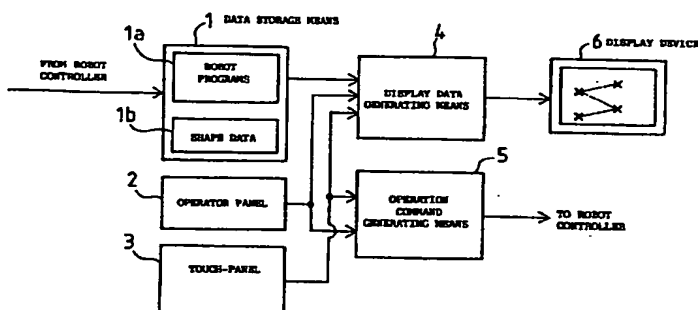 1 DATA STORAGE MEANS
1a
FROM ROBOT
CONTROLLER
ROBOT
PROGRAMS
1b
SHAPE DATA
4
DISPLAY DATA
GENERATING MEANS
6 DISPLAY DEVICE
2
OPERATOR PANEL
5
OPERATION
COMMAND
GENERATING MEANS
TO ROBOT
CONTROLLER
3
TOUCH-PANEL